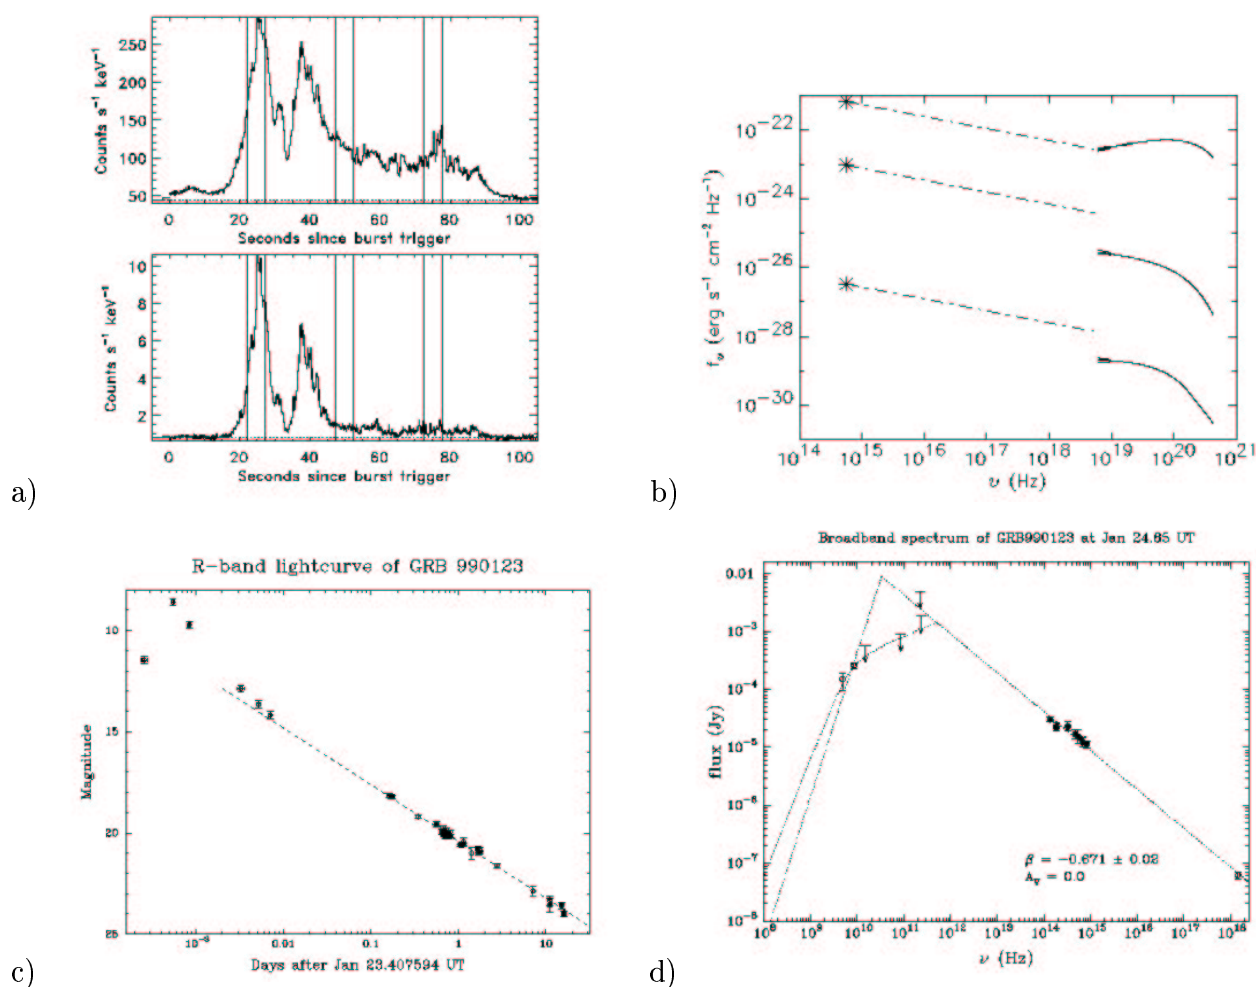 Counts s⁻¹ keV⁻¹
250
200
150
100
50
0 20 40 60 80 100
Seconds since burst trigger
Counts s⁻¹ keV⁻¹
10
8
6
4
2
0 20 40 60 80 100
Seconds since burst trigger
a)
f_ν (erg s⁻¹ cm⁻² Hz⁻¹)
10⁻²²
10⁻²⁴
10⁻²⁶
10⁻²⁸
10⁻³⁰
10¹⁴ 10¹⁵ 10¹⁶ 10¹⁷ 10¹⁸ 10¹⁹ 10²⁰ 10²¹
ν (Hz)
b)
R-band lightcurve of GRB 990123
Magnitude
10
15
20
25
0.01 0.1 1 10
Days after Jan 23.407594 UT
c)
Broadband spectrum of GRB990123 at Jan 24.65 UT
flux (Jy)
0.01
10⁻³
10⁻⁴
10⁻⁵
10⁻⁶
10⁻⁷
10⁻⁸
β = −0.671 ± 0.02
A_V = 0.0
10⁸ 10⁹ 10¹⁰ 10¹¹ 10¹² 10¹³ 10¹⁴ 10¹⁵ 10¹⁶ 10¹⁷ 10¹⁸
ν (Hz)
d)